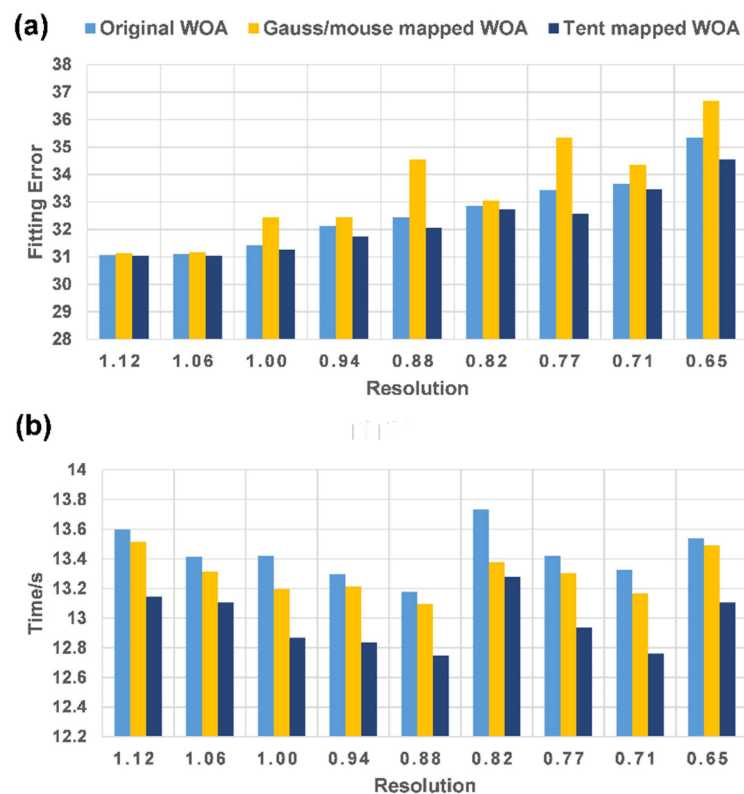 (a)
Original WOA Gauss/mouse mapped WOA Tent mapped WOA
38
37
36
35
34
33
32
31
30
29
28
Fitting Error
1.12 1.06 1.00 0.94 0.88 0.82 0.77 0.71 0.65
Resolution
(b)
14
13.8
13.6
13.4
13.2
13
12.8
12.6
12.4
12.2
Time/s
1.12 1.06 1.00 0.94 0.88 0.82 0.77 0.71 0.65
Resolution